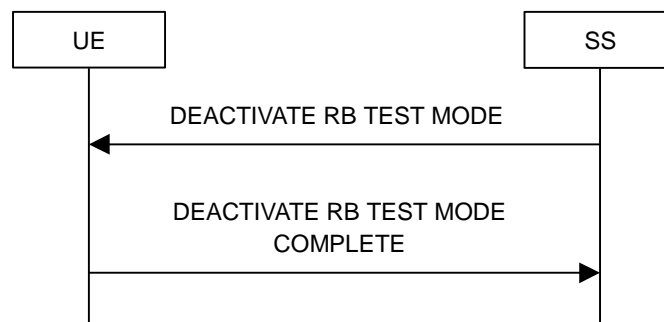 UE
SS
DEACTIVATE RB TEST MODE
DEACTIVATE RB TEST MODE
COMPLETE